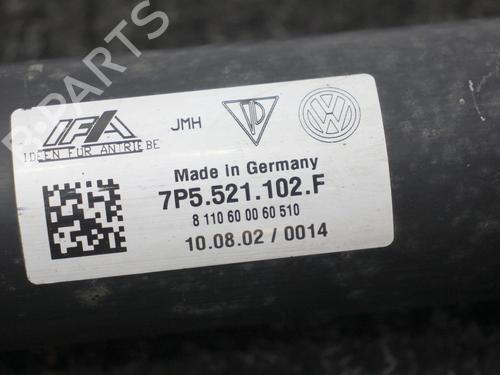 B-PARTS
IFA
IDEEN FÜR ANTRIEBE
JMH
VW
Made in Germany
7P5.521.102.F
8 110 60 00 60 510
10.08.02 / 0014